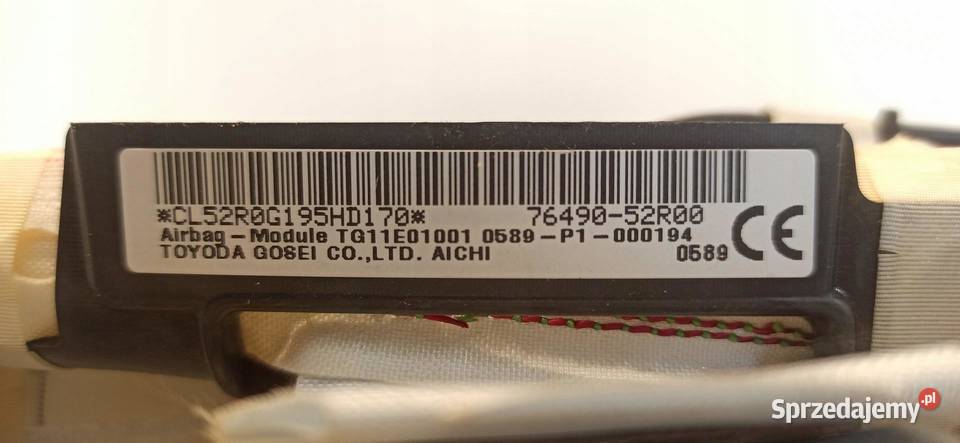 *CL52R0G195HD170* 76490-52R00
Airbag-Module TG11E01001 0589-P1-000194
TOYODA GOSEI CO.,LTD. AICHI 0589 CE
Sprzedajemy.pl